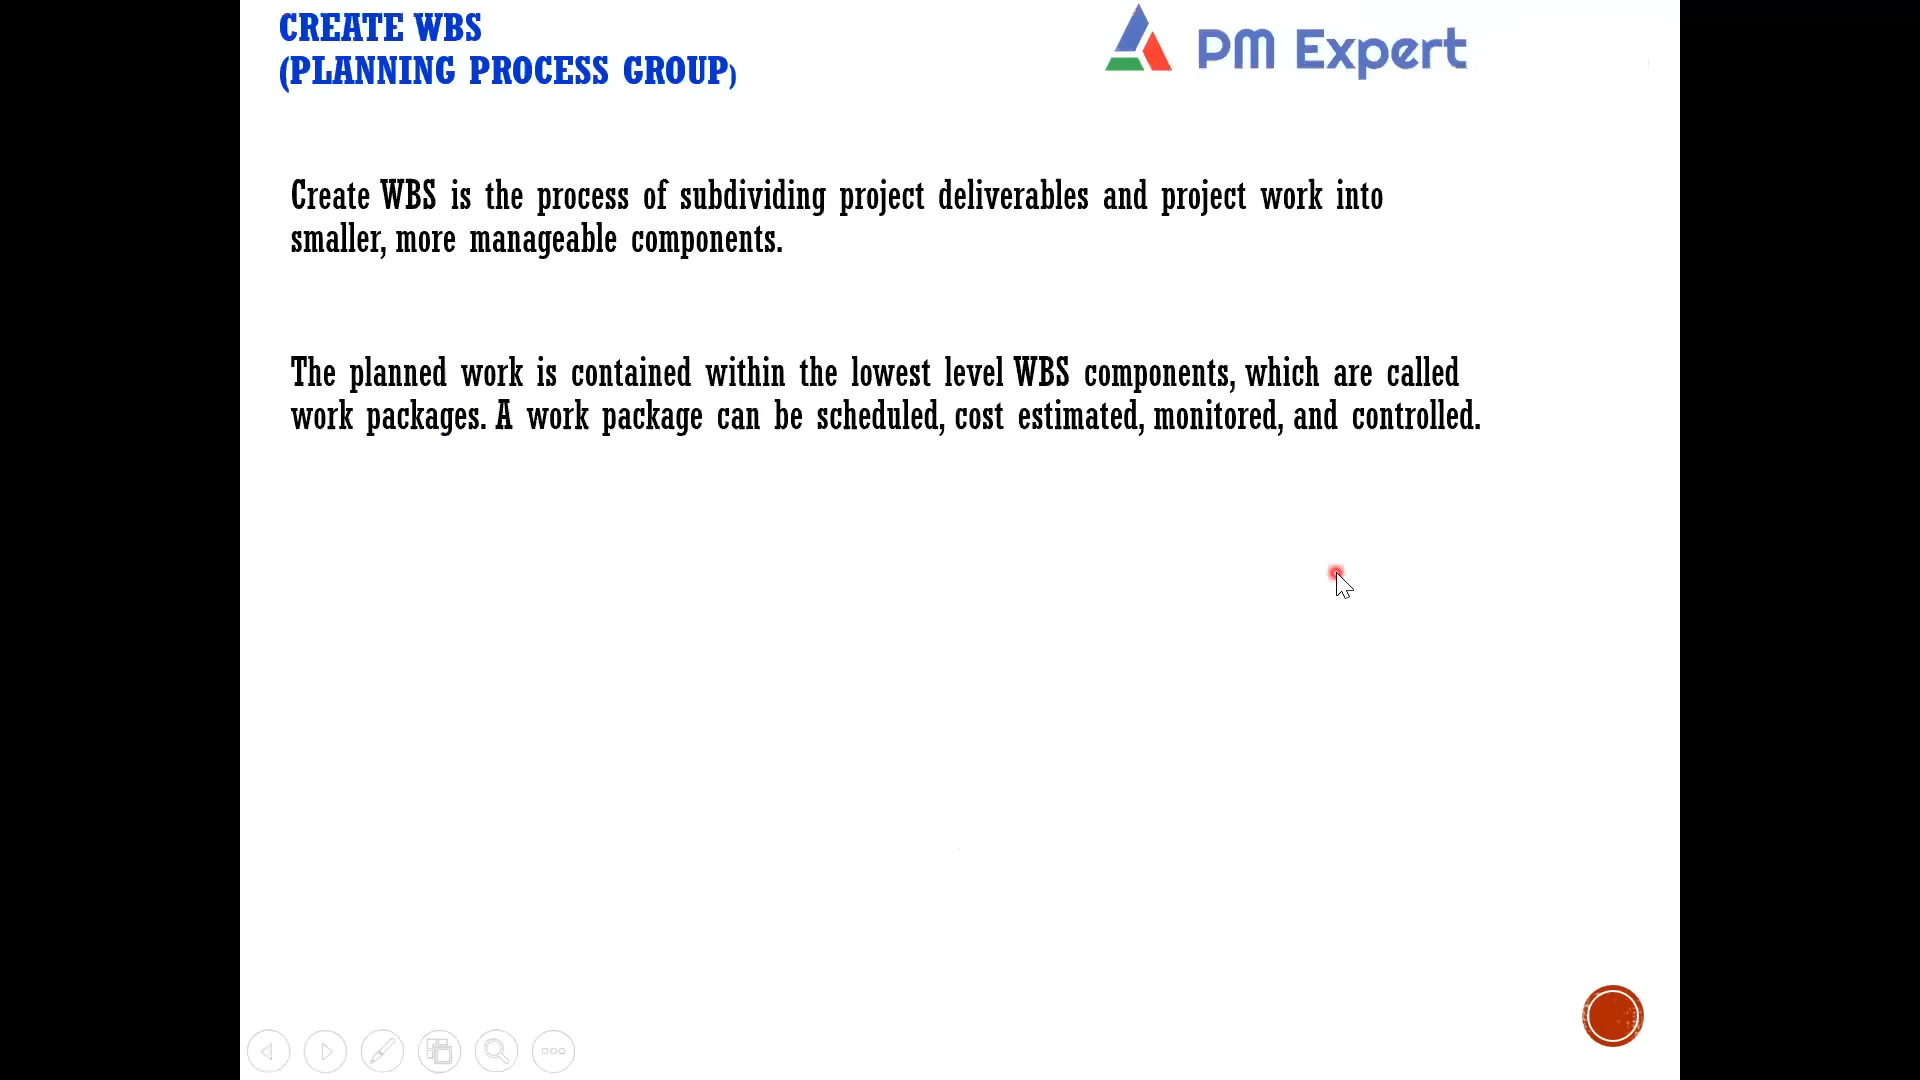 CREATE WBS
(PLANNING PROCESS GROUP)
PM Expert
Create WBS is the process of subdividing project deliverables and project work into
smaller, more manageable components.
The planned work is contained within the lowest level WBS components, which are called
work packages. A work package can be scheduled, cost estimated, monitored, and controlled.